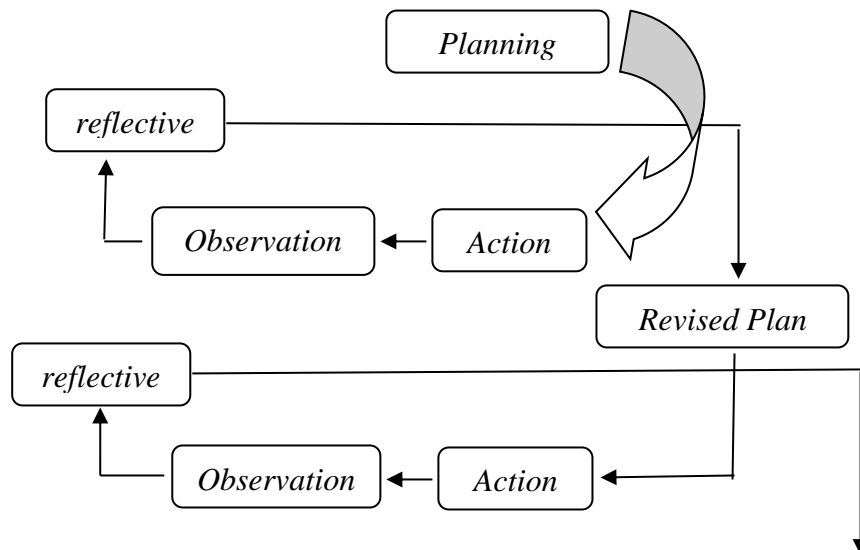 Planning
reflective
Observation
Action
Revised Plan
reflective
Observation
Action